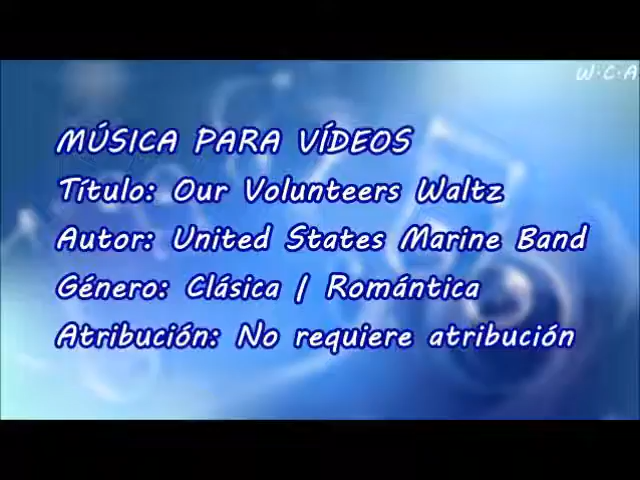 W.C.A
MÚSICA PARA VÍDEOS
Título: Our Volunteers Waltz
Autor: United States Marine Band
Género: Clásica / Romántica
Atribución: No requiere atribución